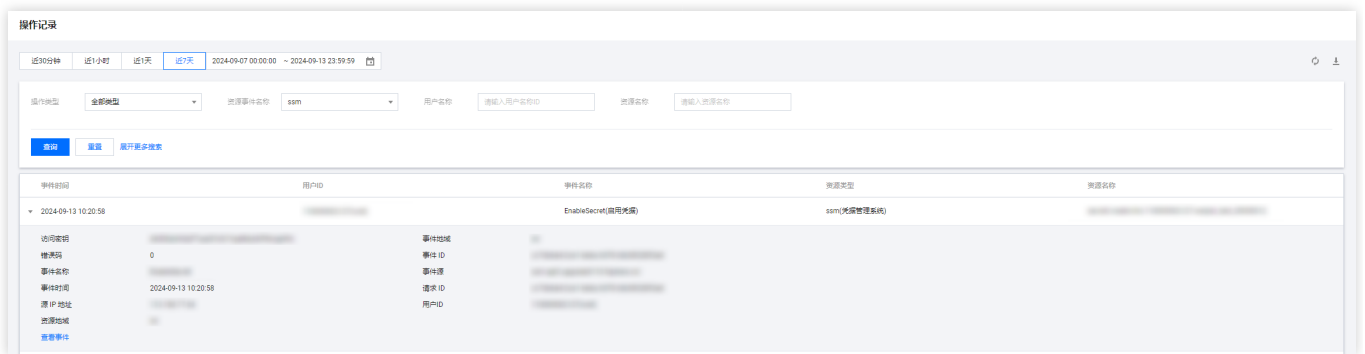 操作记录
近30分钟 近1小时 近1天 近7天 2024-09-07 00:00:00 ~ 2024-09-13 23:59:59
操作类型 全部类型 资源事件名称 ssm 用户名称 请输入用户名称ID 资源名称 请输入资源名称
查询 重置 展开更多搜索
事件时间 用户ID 事件名称 资源类型 资源名称
2024-09-13 10:20:58 EnableSecret(启用凭据) ssm(凭据管理系统)
访问密钥 事件地域
错误码 0 事件 ID
事件名称 事件源
事件时间 2024-09-13 10:20:58 请求 ID
源 IP 地址 用户ID
资源地域
查看事件